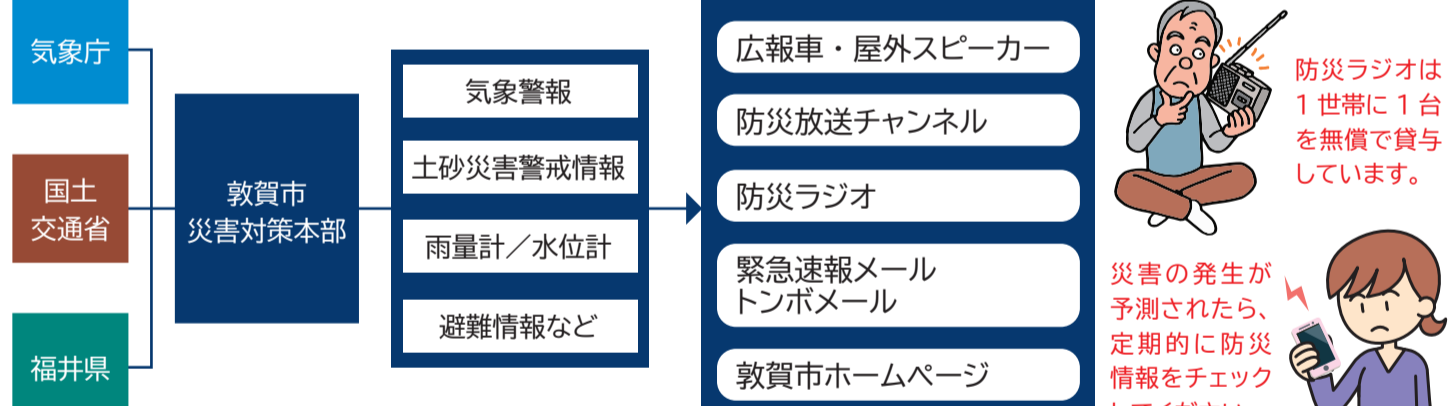 気象庁
国土
交通省
福井県
敦賀市
災害対策本部
気象警報
土砂災害警戒情報
雨量計／水位計
避難情報など
広報車・屋外スピーカー
防災放送チャンネル
防災ラジオ
緊急速報メール
トンボメール
敦賀市ホームページ
防災ラジオは
1世帯に1台
を無償で貸与
しています。
災害の発生が
予測されたら、
定期的に防災
情報をチェック